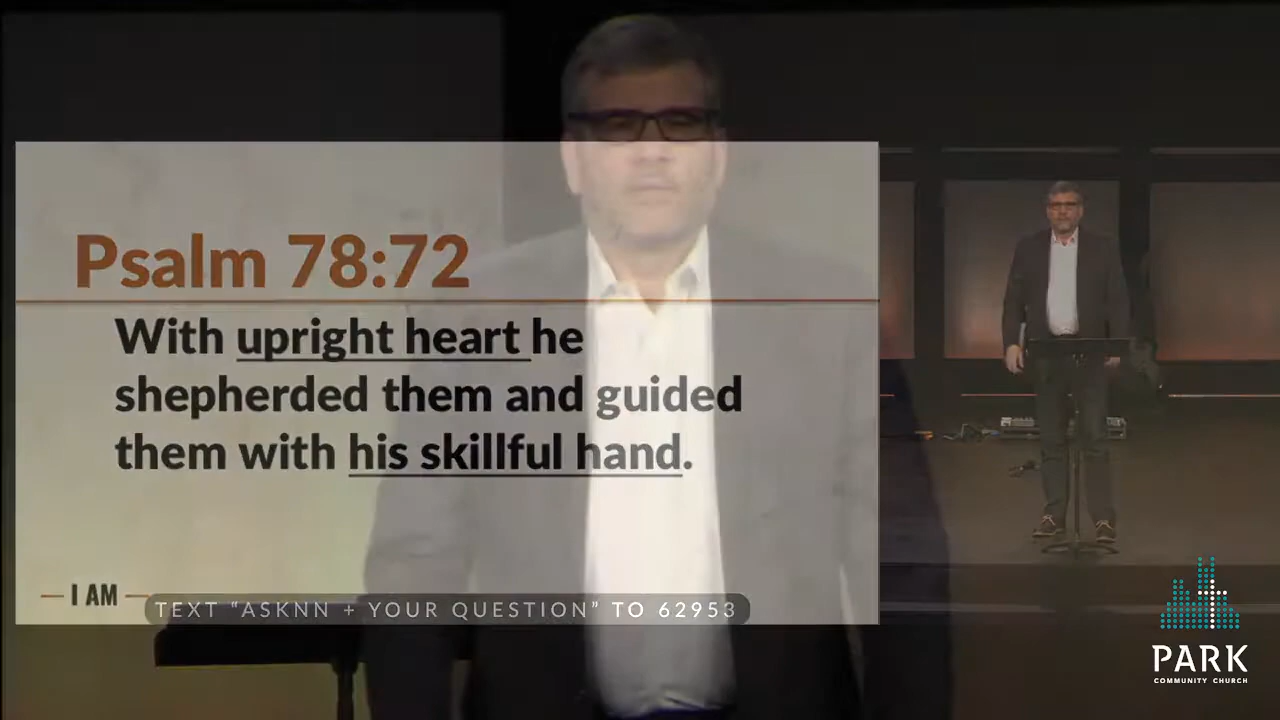 Psalm 78:72
With upright heart he
shepherded them and guided
them with his skillful hand.
I AM
TEXT “ASKNN + YOUR QUESTION” TO 62953
PARK
COMMUNITY CHURCH